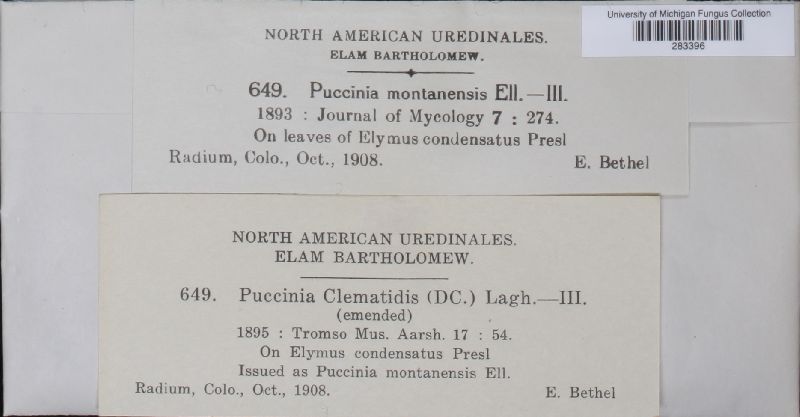 University of Michigan Fungus Collection
283396
NORTH AMERICAN UREDINALES.
ELAM BARTHOLOMEW.
649. Puccinia montanensis Ell.—III.
1893 : Journal of Mycology 7 : 274.
On leaves of Elymus condensatus Presl
Radium, Colo., Oct., 1908. E. Bethel
NORTH AMERICAN UREDINALES.
ELAM BARTHOLOMEW.
649. Puccinia Clematidis (DC.) Lagh.—III.
(emended)
1895 : Tromso Mus. Aarsh. 17 : 54.
On Elymus condensatus Presl
Issued as Puccinia montanensis Ell.
Radium, Colo., Oct., 1908. E. Bethel